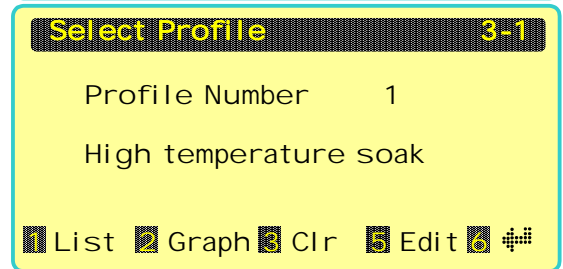 Select Profile 3-1
Profile Number 1
High temperature soak
1 List 2 Graph 3 Clr 5 Edit 6 ↵